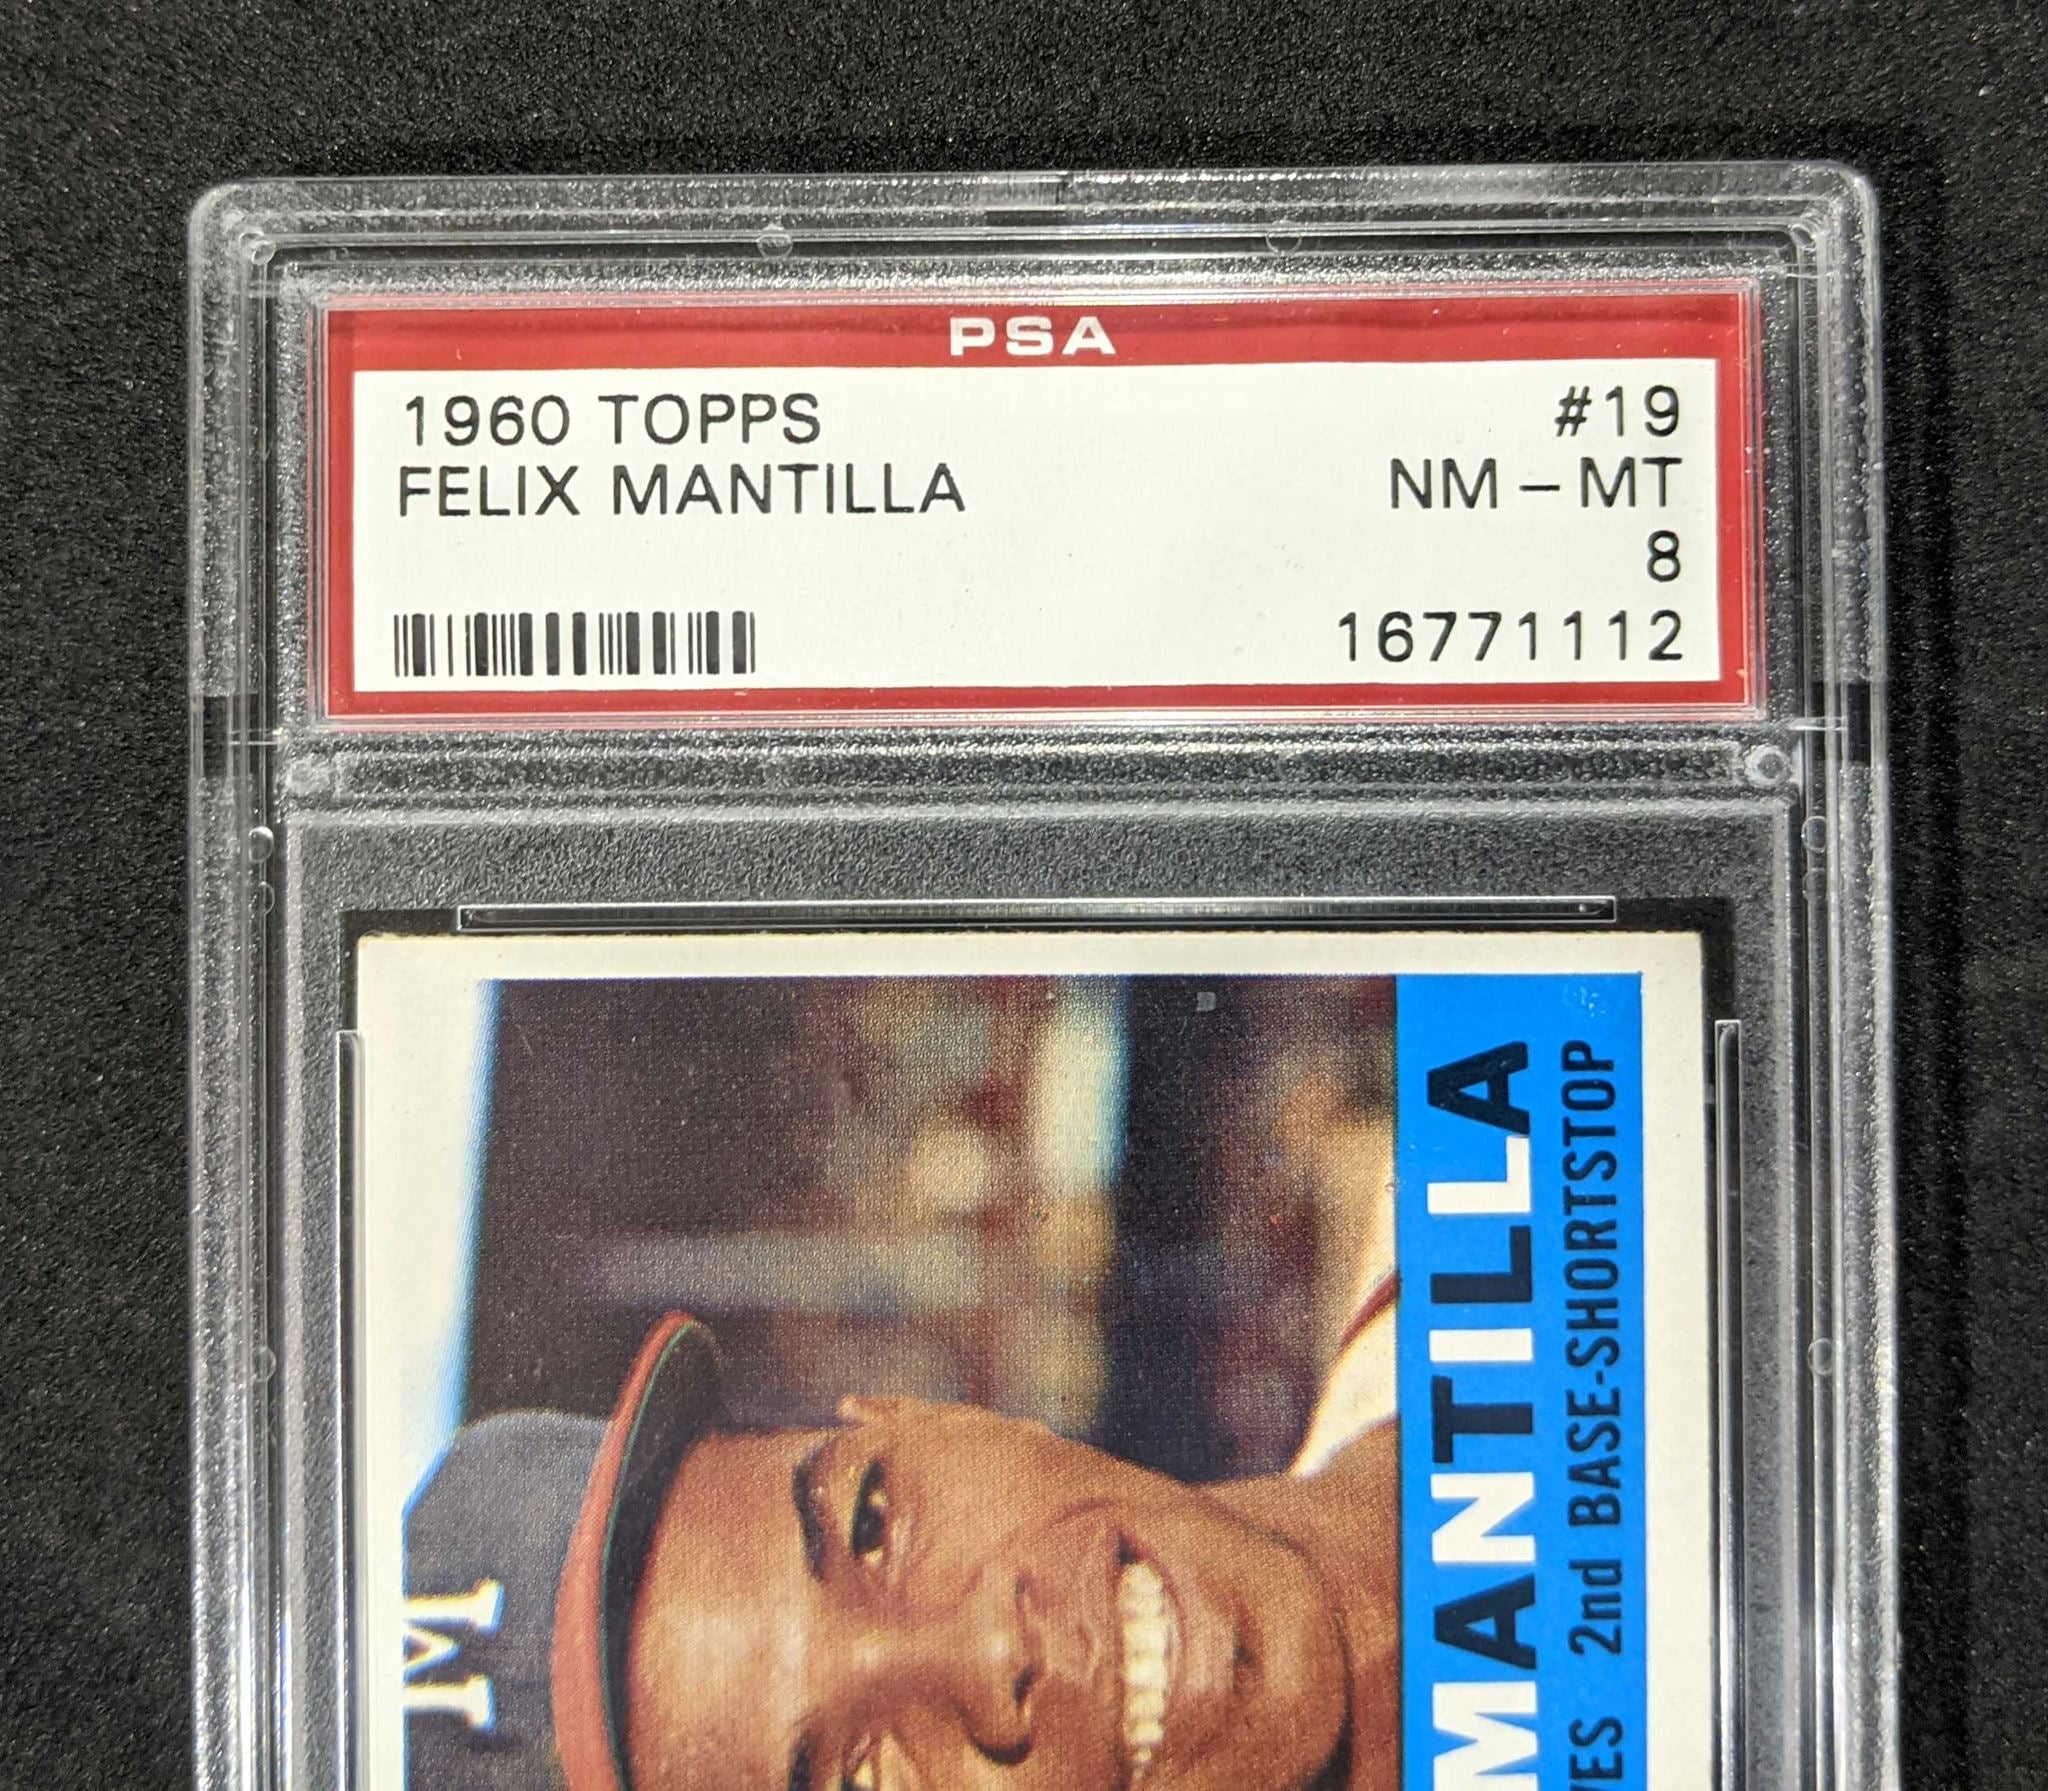 PSA
1960 TOPPS #19
FELIX MANTILLA NM - MT
8
16771112
M
MANTILLA
2nd BASE-SHORTSTOP